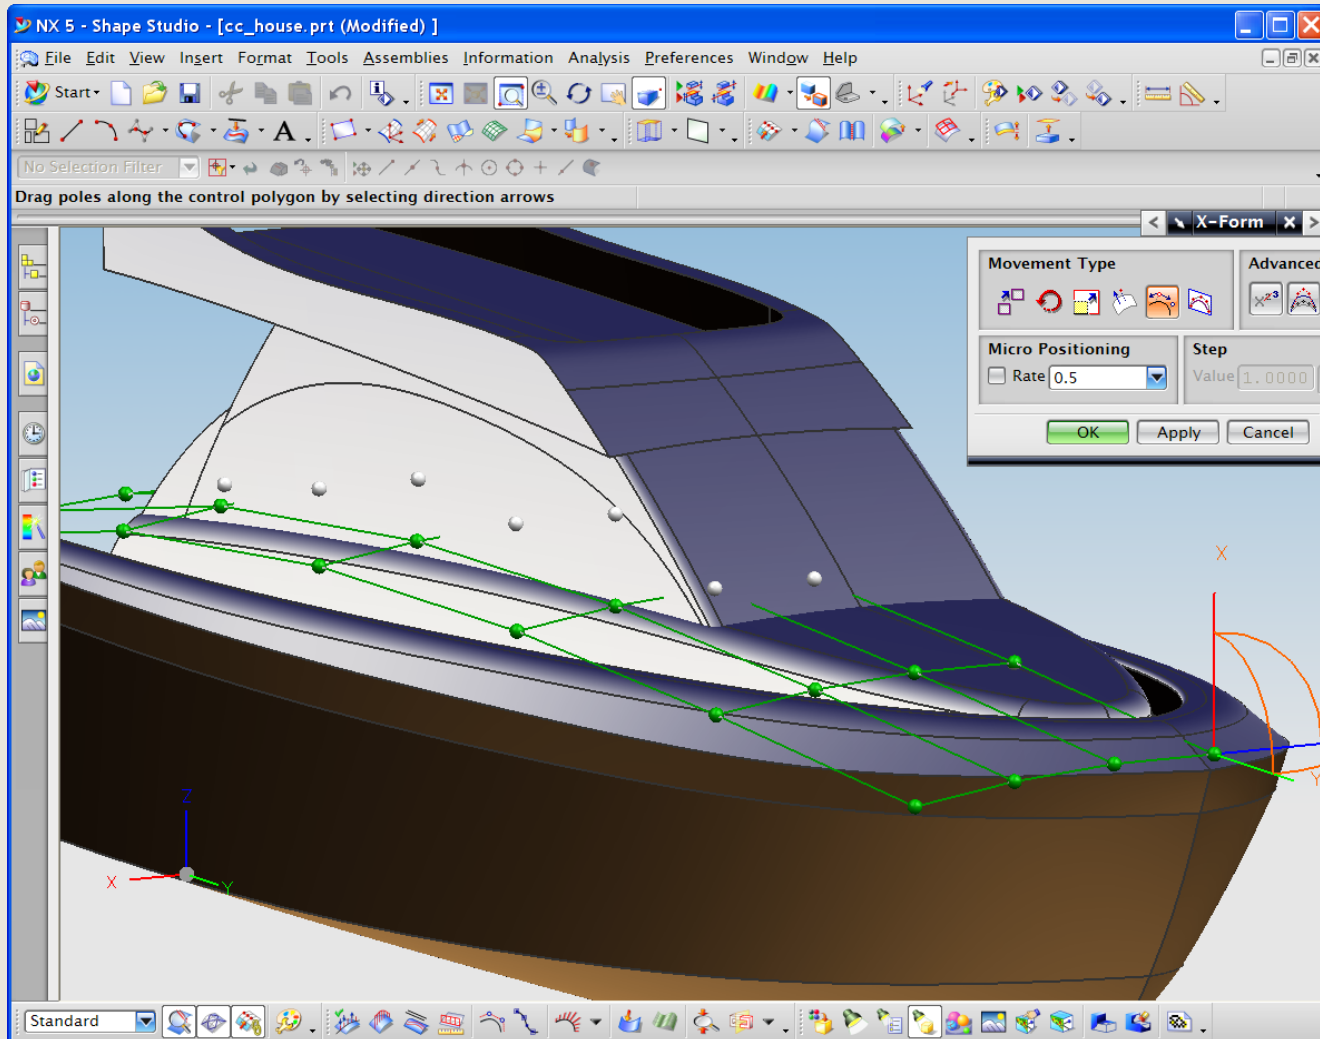 NX 5 - Shape Studio - [cc_house.prt (Modified) ]
File Edit View Insert Format Tools Assemblies Information Analysis Preferences Window Help
Start
A
No Selection Filter
Drag poles along the control polygon by selecting direction arrows
X-Form
Movement Type
Advanced
x z3
Micro Positioning
Step
Rate 0.5
Value 1.0000
OK Apply Cancel
X
Y
Z
X
Y
Standard